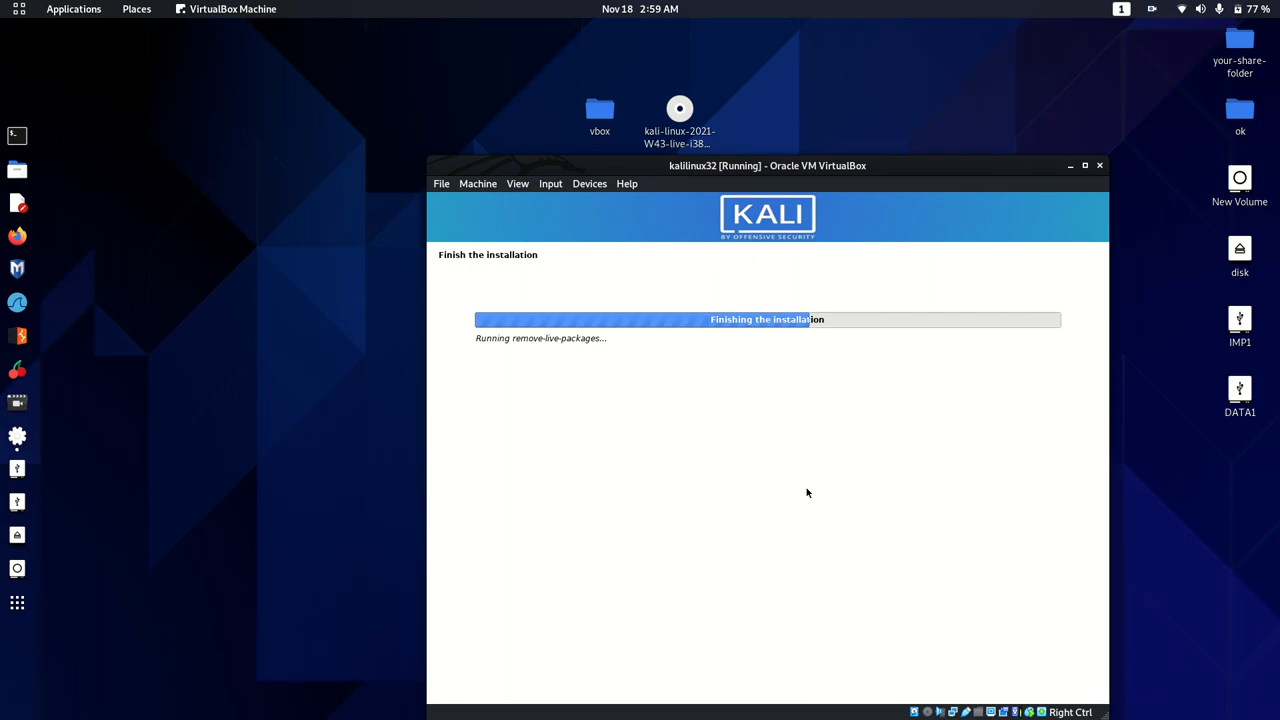 Applications Places VirtualBox Machine Nov 18 2:59 AM 1 77 %
your-share-
folder
vbox
kali-linux-2021-
W43-live-i38...
ok
kalilinux32 [Running] - Oracle VM VirtualBox
File Machine View Input Devices Help
New Volume
KALI
BY OFFENSIVE SECURITY
Finish the installation
disk
Finishing the installation
Running remove-live-packages...
IMP1
DATA1
Right Ctrl